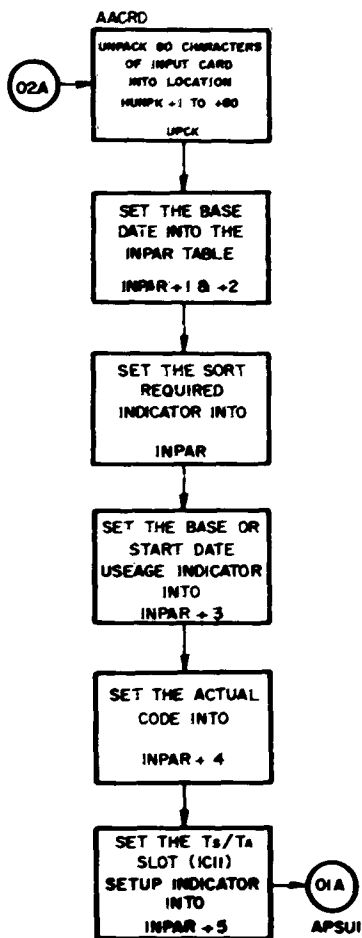 AACRD
02A
UNPACK 80 CHARACTERS
OF INPUT CARD
INTO LOCATION
HUNPK +1 TO +80
UPCK
SET THE BASE
DATE INTO THE
INPAR TABLE
INPAR +1 & +2
SET THE SORT
REQUIRED
INDICATOR INTO
INPAR
SET THE BASE OR
START DATE
USEAGE INDICATOR
INTO
INPAR + 3
SET THE ACTUAL
CODE INTO
INPAR + 4
SET THE TS/TA
SLOT (ICII)
SETUP INDICATOR
INTO
INPAR +5
01A
APSUI